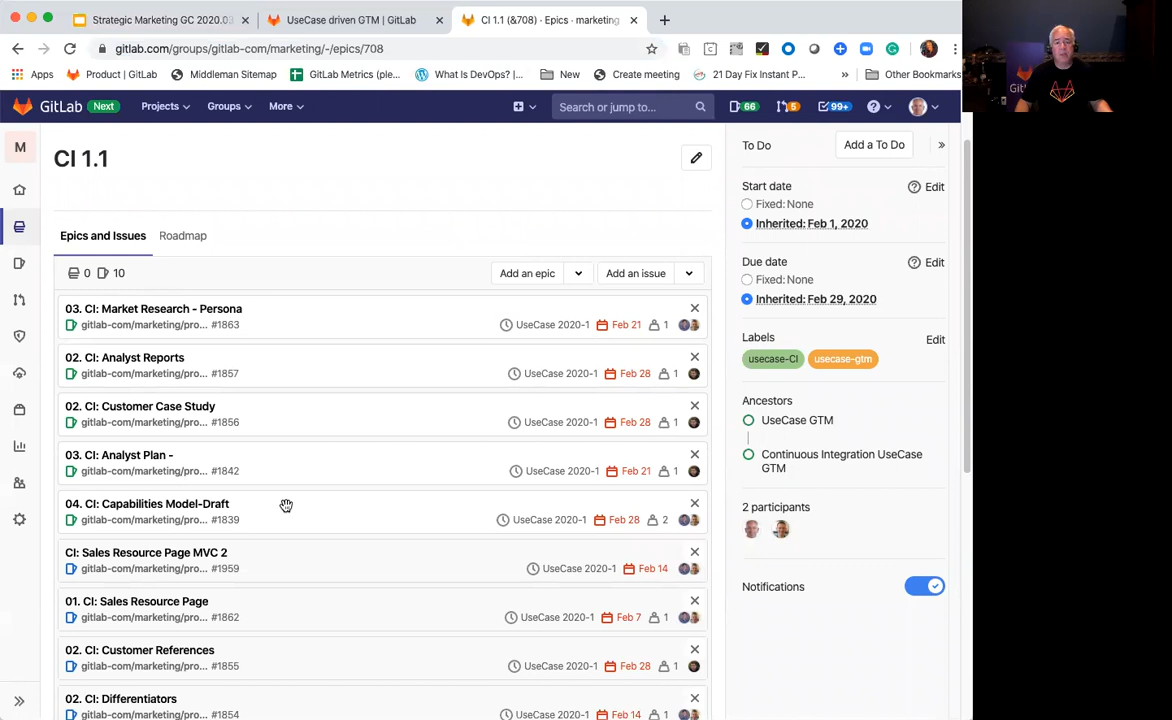 Strategic Marketing GC 2020.03
UseCase driven GTM | GitLab
CI 1.1 (&708) · Epics · marketing
gitlab.com/groups/gitlab-com/marketing/-/epics/708
Apps
Product | GitLab
Middleman Sitemap
GitLab Metrics (ple...
What Is DevOps? |...
New
Create meeting
21 Day Fix Instant P...
»
Other Bookmarks
GitLab
Next
Projects
Groups
More
Search or jump to...
66
5
99+
M
CI 1.1
Epics and Issues
Roadmap
0
10
Add an epic
Add an issue
03. CI: Market Research - Persona
gitlab-com/marketing/pro... #1863
UseCase 2020-1
Feb 21
1
02. CI: Analyst Reports
gitlab-com/marketing/pro... #1857
UseCase 2020-1
Feb 28
1
02. CI: Customer Case Study
gitlab-com/marketing/pro... #1856
UseCase 2020-1
Feb 28
1
03. CI: Analyst Plan -
gitlab-com/marketing/pro... #1842
UseCase 2020-1
Feb 21
1
04. CI: Capabilities Model-Draft
gitlab-com/marketing/pro... #1839
UseCase 2020-1
Feb 28
2
CI: Sales Resource Page MVC 2
gitlab-com/marketing/pro... #1959
UseCase 2020-1
Feb 14
01. CI: Sales Resource Page
gitlab-com/marketing/pro... #1862
UseCase 2020-1
Feb 7
1
02. CI: Customer References
gitlab-com/marketing/pro... #1855
UseCase 2020-1
Feb 28
1
02. CI: Differentiators
gitlab-com/marketing/pro... #1854
UseCase 2020-1
Feb 14
1
To Do
Add a To Do
»
Start date
Edit
Fixed: None
Inherited: Feb 1, 2020
Due date
Edit
Fixed: None
Inherited: Feb 29, 2020
Labels
Edit
usecase-CI
usecase-gtm
Ancestors
UseCase GTM
Continuous Integration UseCase
GTM
2 participants
Notifications